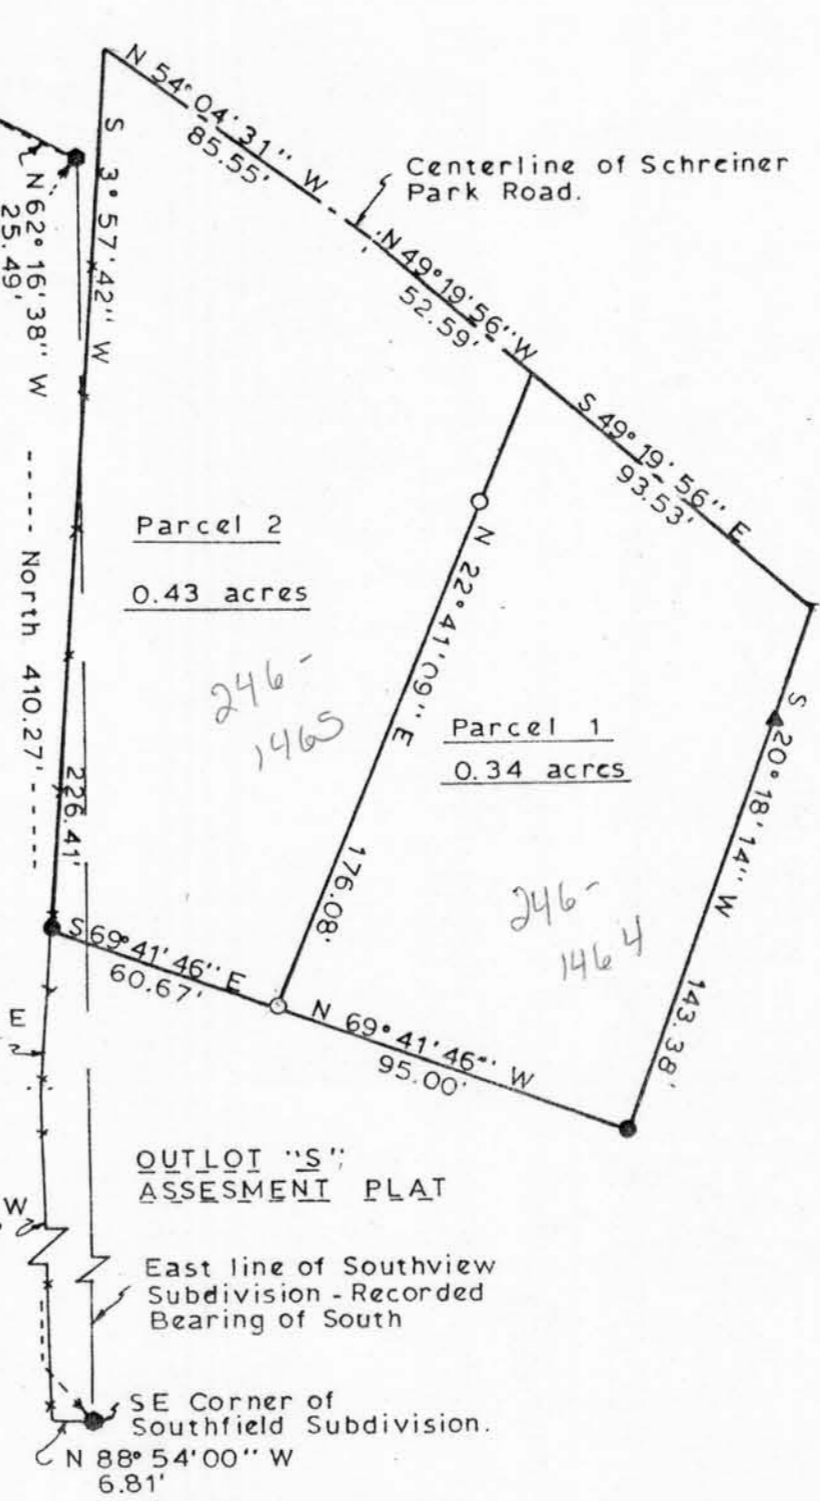 N 54° 04' 31" W
85.55'
Centerline of Schreiner
Park Road.
S 3° 57' 42" W
N 62° 16' 38" W
25.49'
N 49° 19' 56" W
52.59'
S 49° 19' 56" E
93.53'
----- North 410.27' -----
Parcel 2
0.43 acres
246-
1465
N 22° 41' 09" E
176.08'
Parcel 1
0.34 acres
246-
1464
S 20° 18' 14" W
143.38'
226.41'
S 69° 41' 46" E
60.67'
N 69° 41' 46" W
95.00'
E
W
OUTLOT "S";
ASSESMENT PLAT
East line of Southview
Subdivision - Recorded
Bearing of South
SE Corner of
Southfield Subdivision.
N 88° 54' 00" W
6.81'